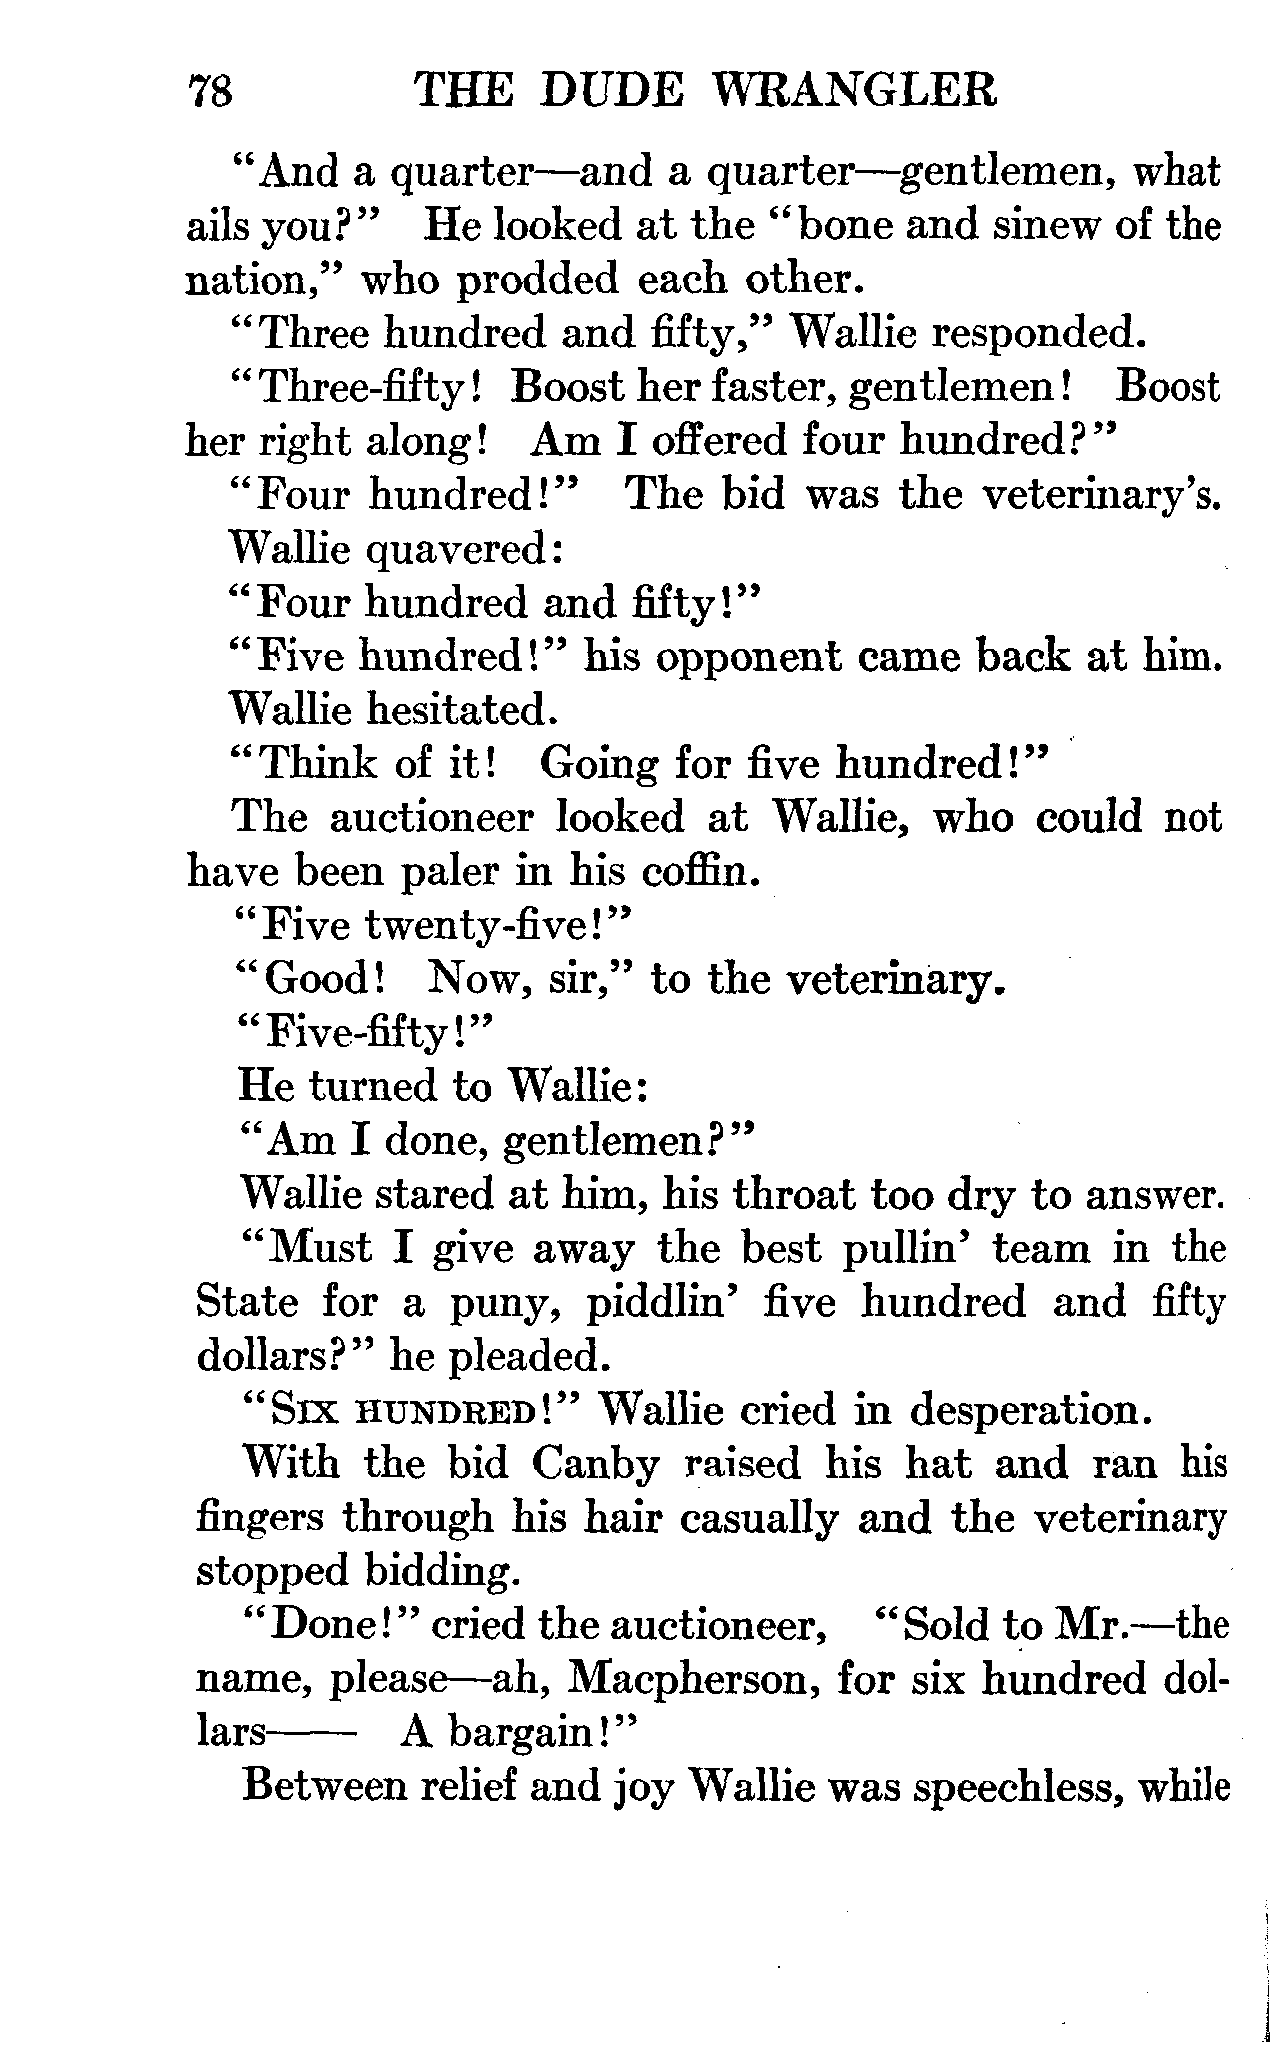 78 THE DUDE WRANGLER
“And a quarter—and a quarter—gentlemen, what
ails you?” He looked at the “bone and sinew of the
nation,” who prodded each other.
“Three hundred and fifty,” Wallie responded.
“Three-fifty! Boost her faster, gentlemen! Boost
her right along! Am I offered four hundred?”
“Four hundred!” The bid was the veterinary’s.
Wallie quavered:
“Four hundred and fifty!”
“Five hundred!” his opponent came back at him.
Wallie hesitated.
“Think of it! Going for five hundred!”
The auctioneer looked at Wallie, who could not
have been paler in his coffin.
“Five twenty-five!”
“Good! Now, sir,” to the veterinary.
“Five-fifty!”
He turned to Wallie:
“Am I done, gentlemen?”
Wallie stared at him, his throat too dry to answer.
“Must I give away the best pullin’ team in the
State for a puny, piddlin’ five hundred and fifty
dollars?” he pleaded.
“SIX HUNDRED!” Wallie cried in desperation.
With the bid Canby raised his hat and ran his
fingers through his hair casually and the veterinary
stopped bidding.
“Done!” cried the auctioneer, “Sold to Mr.—the
name, please—ah, Macpherson, for six hundred dol-
lars—— A bargain!”
Between relief and joy Wallie was speechless, while